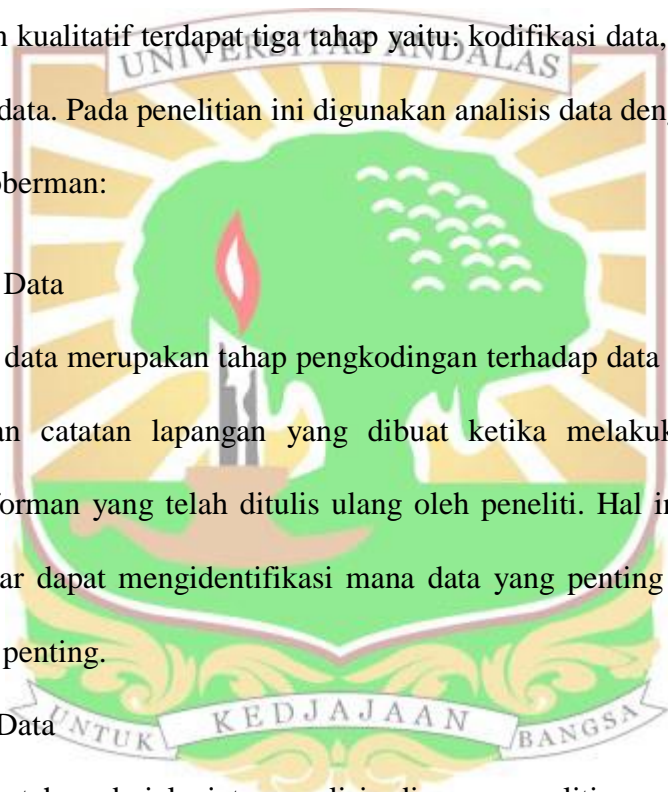 n kualitatif terdapat tiga tahap yaitu: kodifikasi data,
UNIVERSITAS ANDALAS
data. Pada penelitian ini digunakan analisis data den
berman:
Data
data merupakan tahap pengkodingan terhadap data
an catatan lapangan yang dibuat ketika melakuk
forman yang telah ditulis ulang oleh peneliti. Hal in
ar dapat mengidentifikasi mana data yang penting
penting.
Data
UNTUK KEDJAJAAN BANGSA